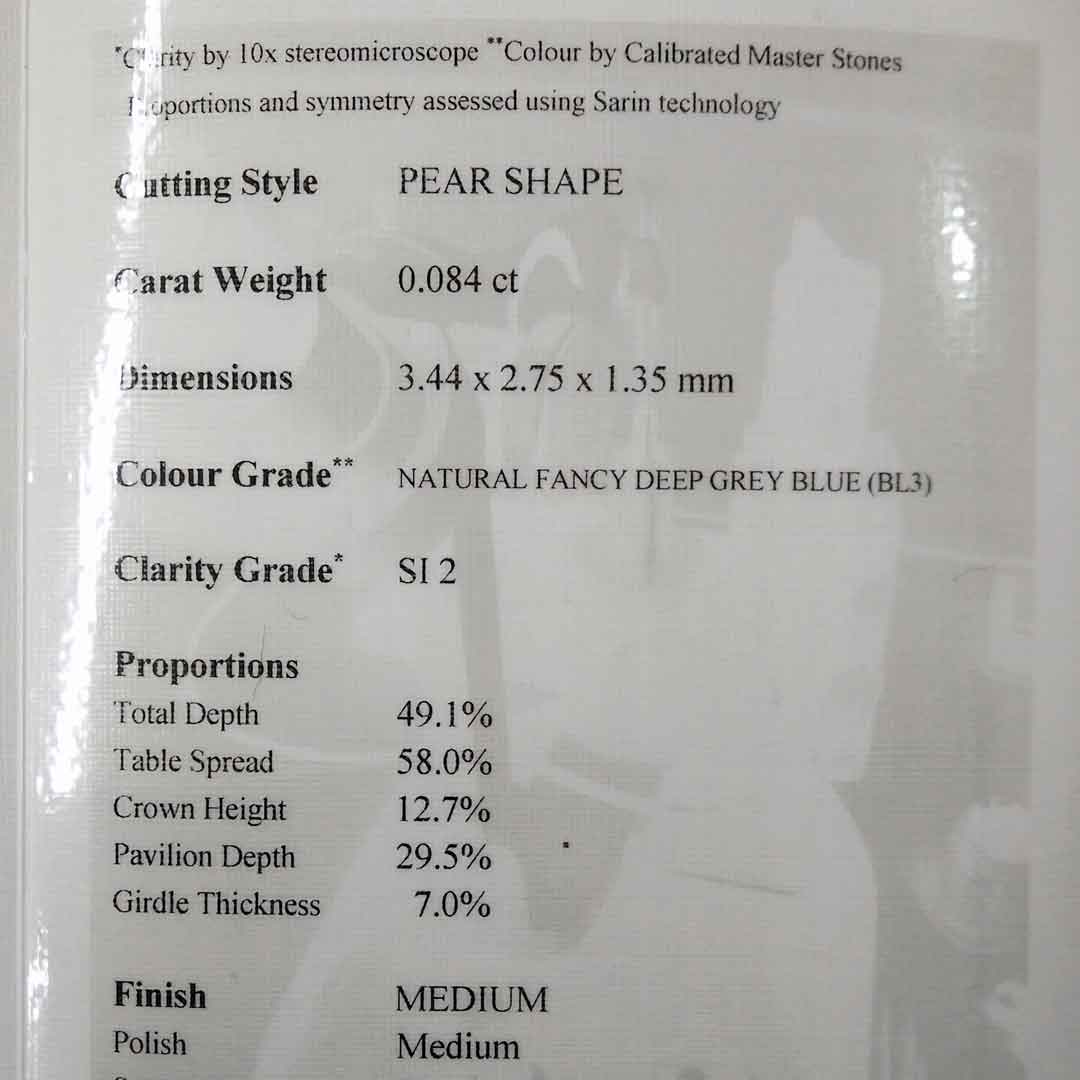 *Clarity by 10x stereomicroscope **Colour by Calibrated Master Stones
Proportions and symmetry assessed using Sarin technology
Cutting Style PEAR SHAPE
Carat Weight 0.084 ct
Dimensions 3.44 x 2.75 x 1.35 mm
Colour Grade** NATURAL FANCY DEEP GREY BLUE (BL3)
Clarity Grade* SI 2
Proportions
Total Depth 49.1%
Table Spread 58.0%
Crown Height 12.7%
Pavilion Depth 29.5%
Girdle Thickness 7.0%
Finish MEDIUM
Polish Medium